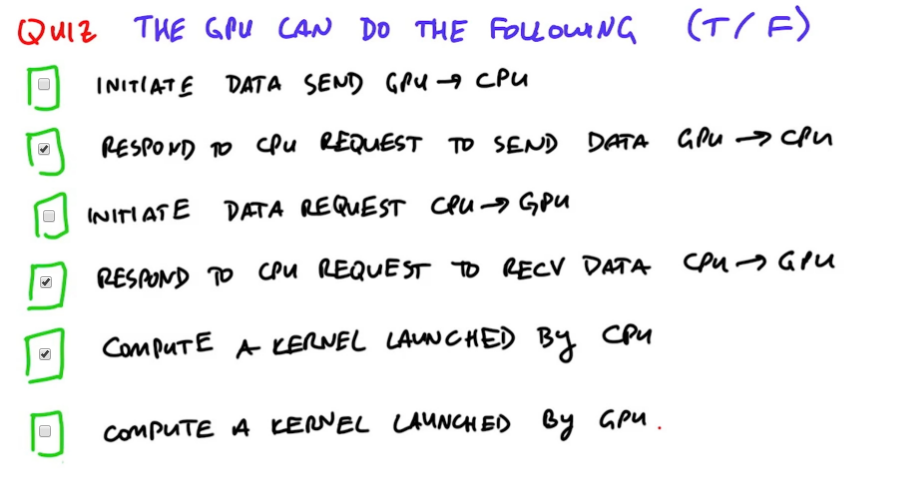 QUIZ THE GPU CAN DO THE FOLLOWING (T/F)
INITIATE DATA SEND GPU → CPU
RESPOND TO CPU REQUEST TO SEND DATA GPU → CPU
INITIATE DATA REQUEST CPU → GPU
RESPOND TO CPU REQUEST TO RECV DATA CPU → GPU
COMPUTE A KERNEL LAUNCHED BY CPU
COMPUTE A KERNEL LAUNCHED BY GPU.